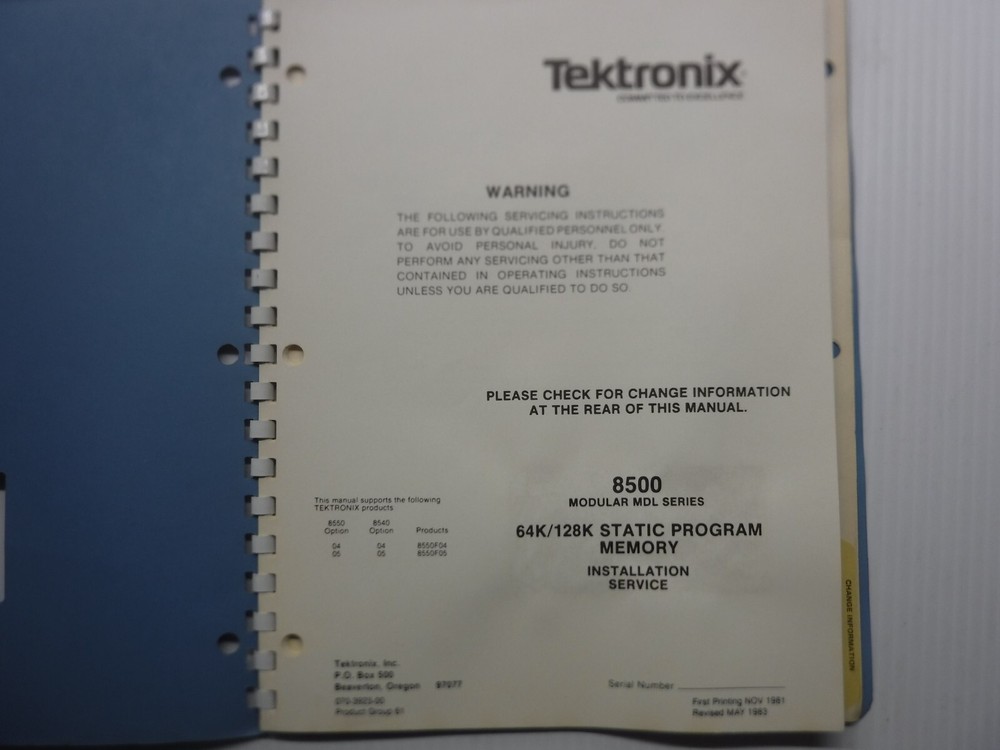 Tektronix
COMMITTED TO EXCELLENCE
WARNING
THE FOLLOWING SERVICING INSTRUCTIONS
ARE FOR USE BY QUALIFIED PERSONNEL ONLY.
TO AVOID PERSONAL INJURY, DO NOT
PERFORM ANY SERVICING OTHER THAN THAT
CONTAINED IN OPERATING INSTRUCTIONS
UNLESS YOU ARE QUALIFIED TO DO SO.
PLEASE CHECK FOR CHANGE INFORMATION
AT THE REAR OF THIS MANUAL.
8500
MODULAR MDL SERIES
64K/128K STATIC PROGRAM
MEMORY
INSTALLATION
SERVICE
This manual supports the following
TEKTRONIX products
8550 8540
Option Option Products
04 04 8550F04
05 05 8550F05
Tektronix, Inc.
P.O. Box 500
Beaverton, Oregon 97077
Product Group 61
Serial Number
First Printing NOV 1981
Revised MAY 1983
CHANGE INFORMATION